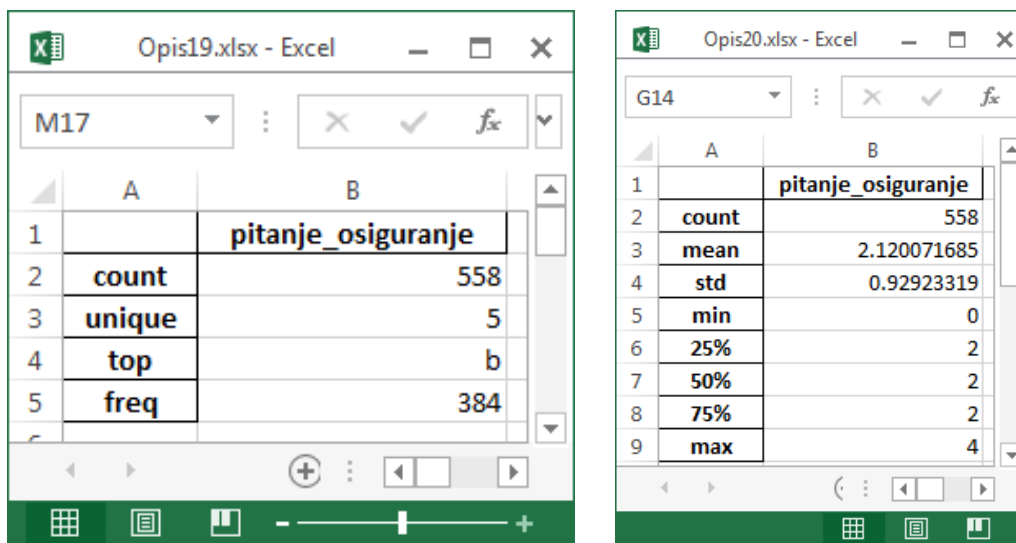 Opis19.xlsx - Excel
M17
fx
A B
1 pitanje_osiguranje
2 count 558
3 unique 5
4 top b
5 freq 384
Opis20.xlsx - Excel
G14
fx
A B
1 pitanje_osiguranje
2 count 558
3 mean 2.120071685
4 std 0.92923319
5 min 0
6 25% 2
7 50% 2
8 75% 2
9 max 4